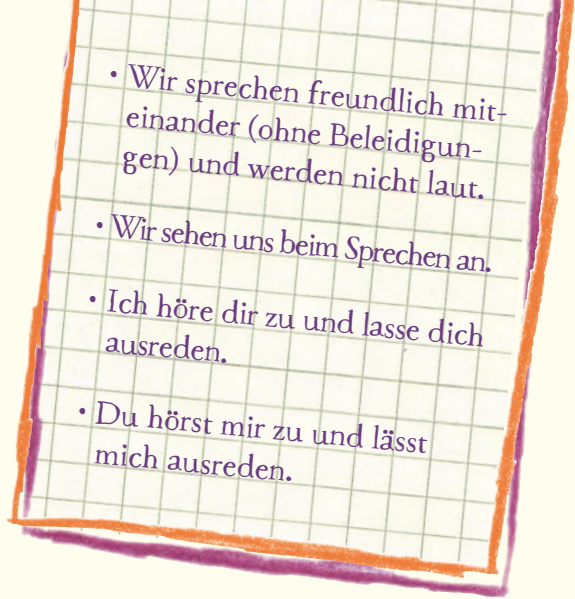 • Wir sprechen freundlich mit-
einander (ohne Beleidigun-
gen) und werden nicht laut.
• Wir sehen uns beim Sprechen an.
• Ich höre dir zu und lasse dich
ausreden.
• Du hörst mir zu und lässt
mich ausreden.